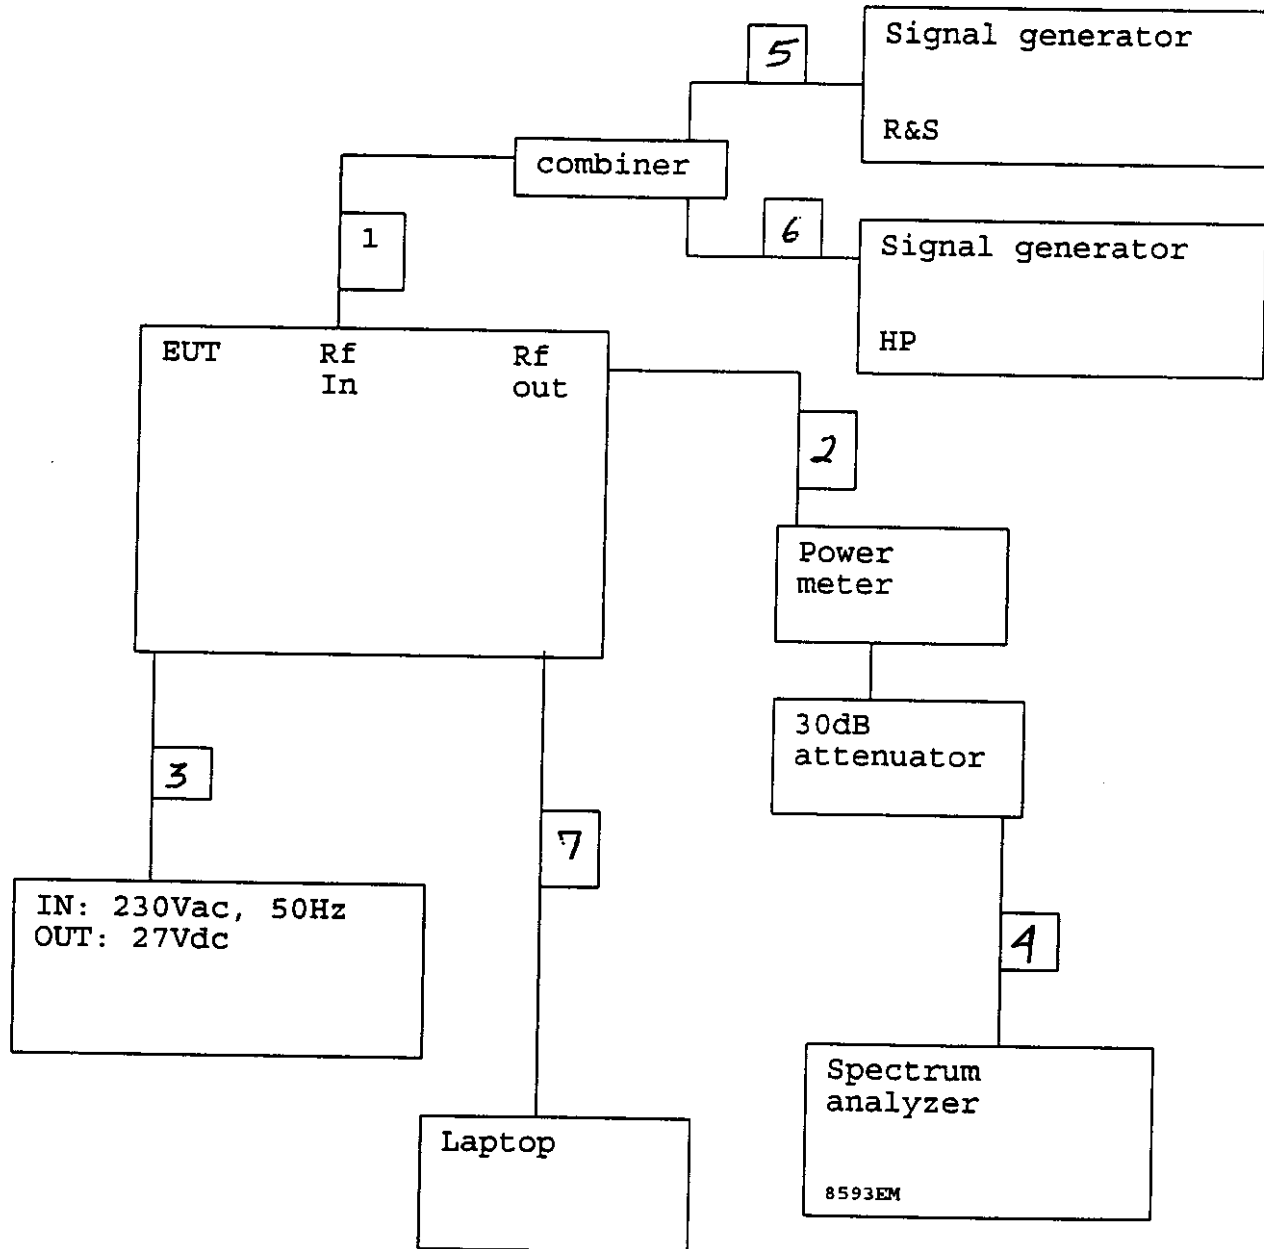 Signal generator
R&S
5
combiner
6
Signal generator
HP
1
EUT
Rf
In
Rf
out
2
Power
meter
30dB
attenuator
3
7
IN: 230Vac, 50Hz
OUT: 27Vdc
4
Spectrum
analyzer
8593EM
Laptop